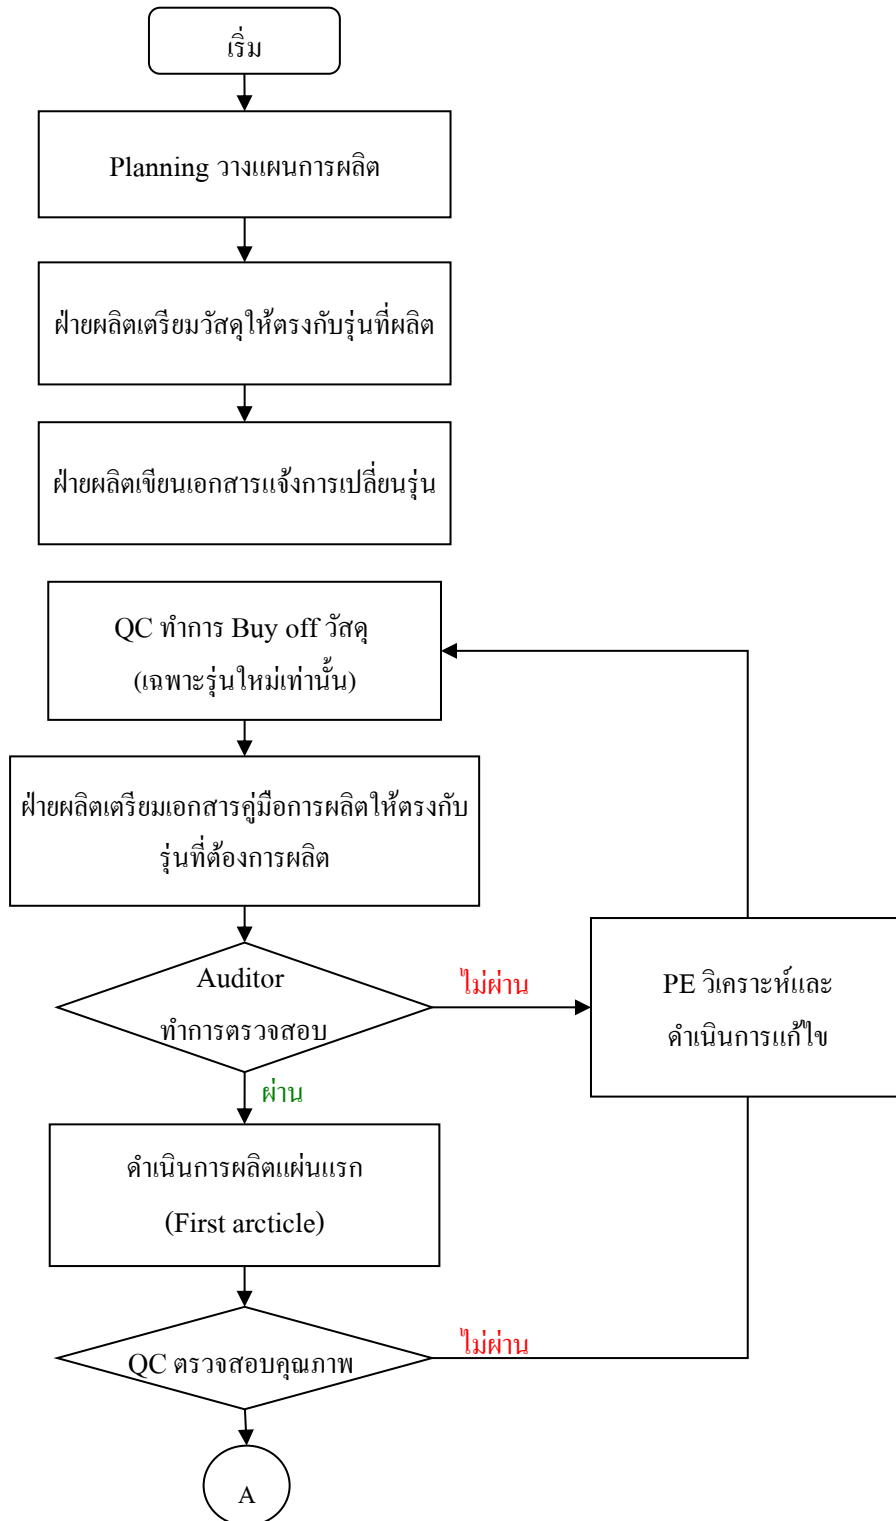 เริ่ม
Planning วางแผนการผลิต
ฝ่ายผลิตเตรียมวัสดุให้ตรงกับรุ่นที่ผลิต
ฝ่ายผลิตเขียนเอกสารแจ้งการเปลี่ยนรุ่น
QC ทำการ Buy off วัสดุ
(เฉพาะรุ่นใหม่เท่านั้น)
ฝ่ายผลิตเตรียมเอกสารคู่มือการผลิตให้ตรงกับ
รุ่นที่ต้องการผลิต
Auditor
ทำการตรวจสอบ
ไม่ผ่าน
PE วิเคราะห์และ
ดำเนินการแก้ไข
ผ่าน
ดำเนินการผลิตแผ่นแรก
(First arcticle)
QC ตรวจสอบคุณภาพ
ไม่ผ่าน
A